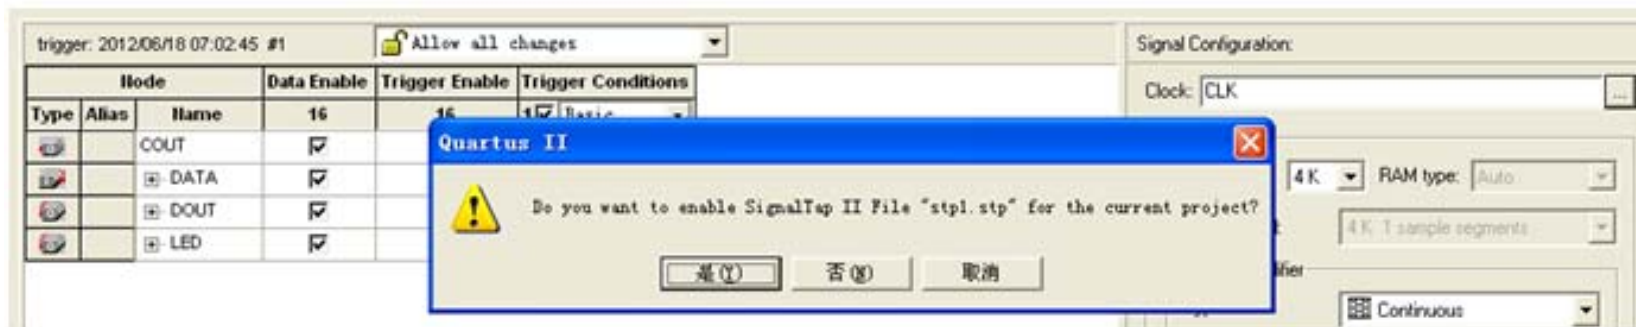 trigger: 2012/06/18 07:02:45 #1
Allow all changes
Signal Configuration:
Node
Data Enable
Trigger Enable
Trigger Conditions
Clock: CLK
...
Type
Alias
Name
16
16
1 Basic
COUT
DATA
DOUT
LED
Quartus II
Do you want to enable SignalTap II File "stp1.stp" for the current project?
是(Y)
否(N)
取消
4 K
RAM type: Auto
4 K 1 sample segments
Continuous